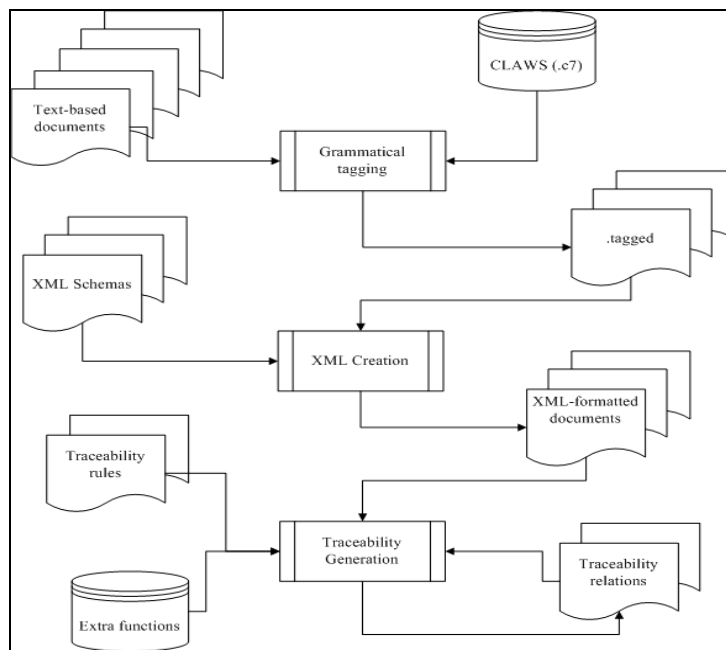 CLAWS (.c7)
Text-based
documents
Grammatical
tagging
.tagged
XML Schemas
XML Creation
XML-formatted
documents
Traceability
rules
Traceability
Generation
Traceability
relations
Extra functions